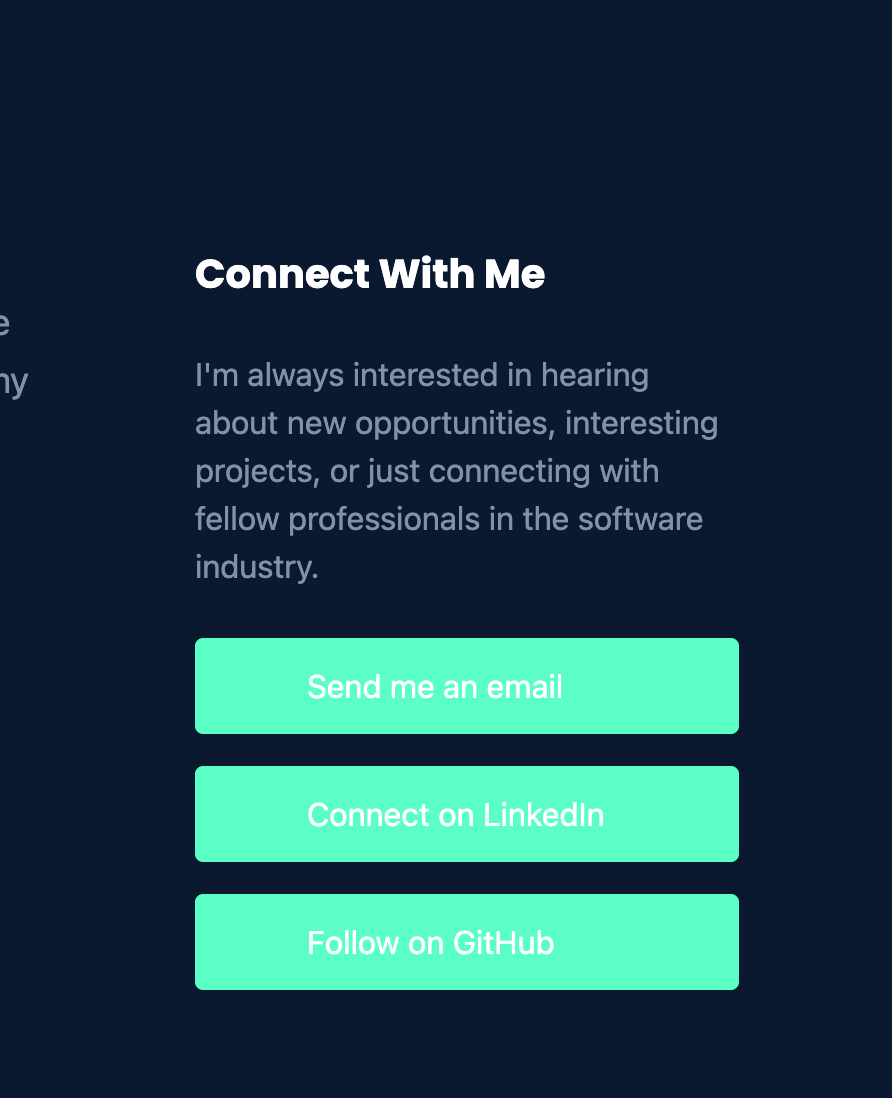 Connect With Me
e
I'm always interested in hearing
ny
about new opportunities, interesting
projects, or just connecting with
fellow professionals in the software
industry.
Send me an email
Connect on LinkedIn
Follow on GitHub